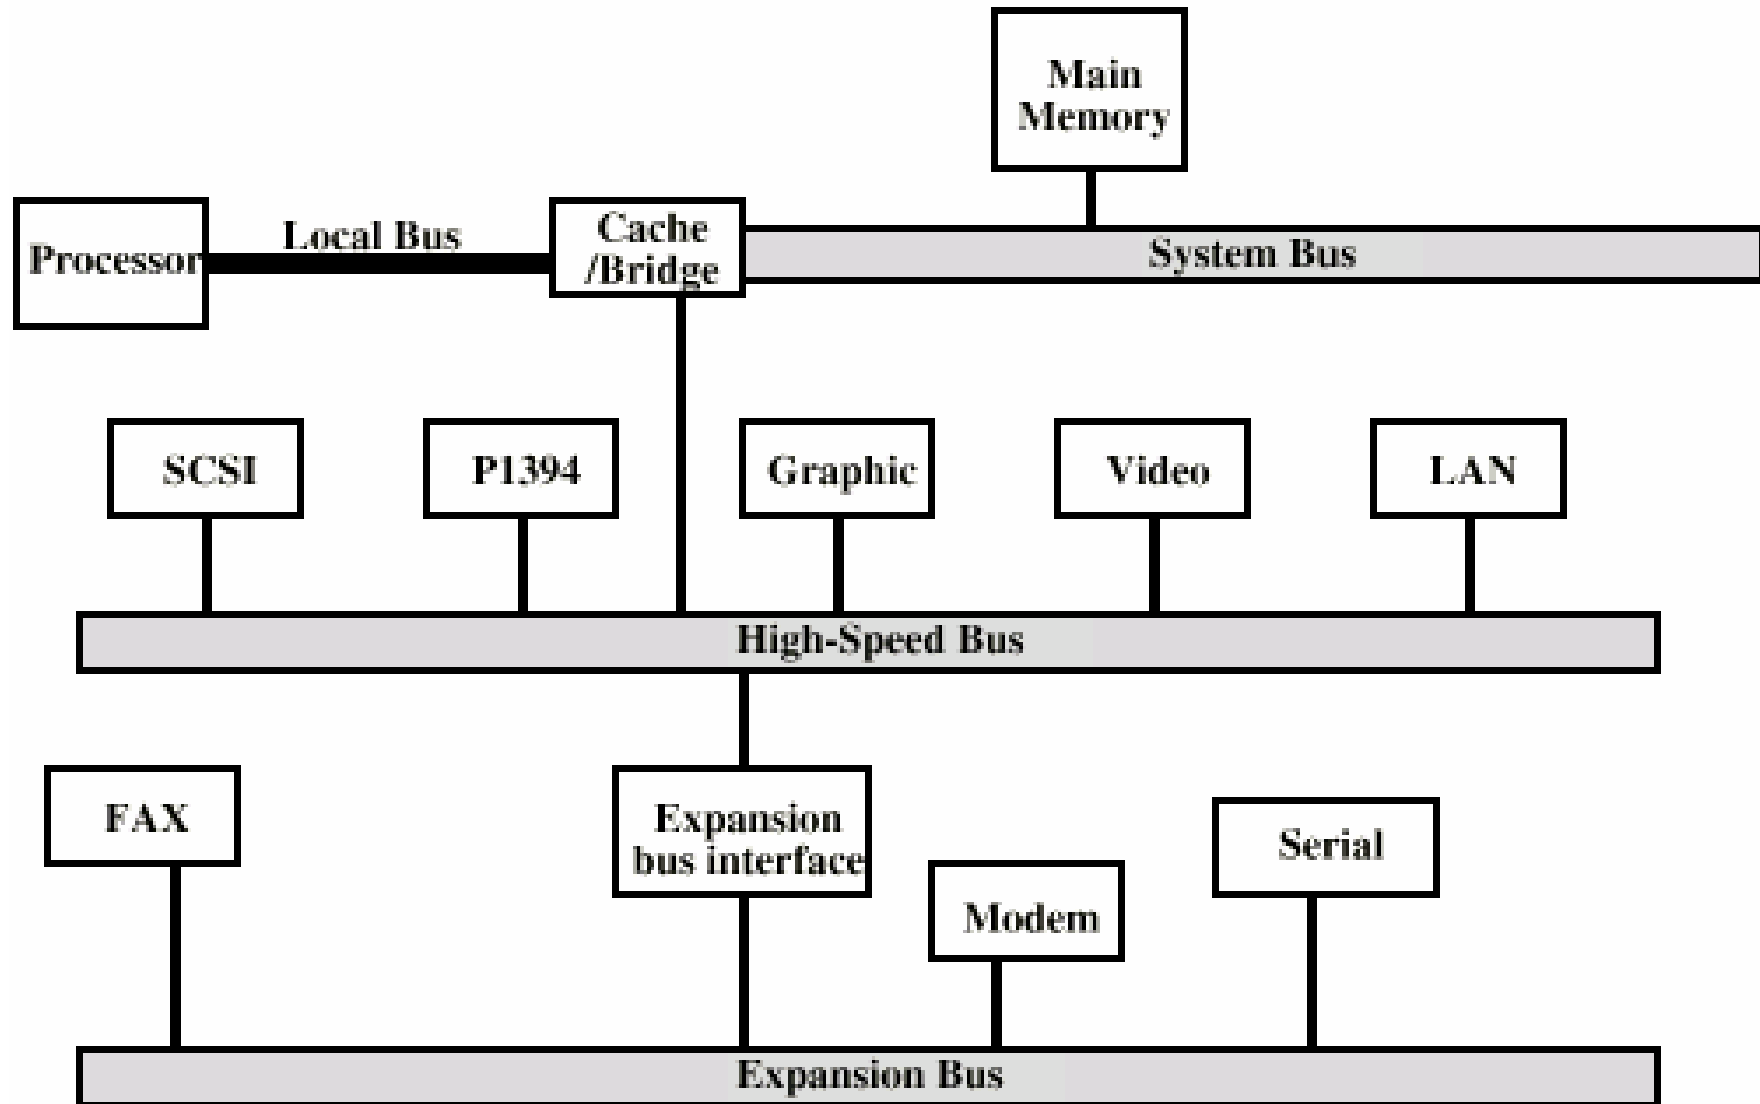 Main
Memory
Processor
Local Bus
Cache
/Bridge
System Bus
SCSI
P1394
Graphic
Video
LAN
High-Speed Bus
FAX
Expansion
bus interface
Modem
Serial
Expansion Bus